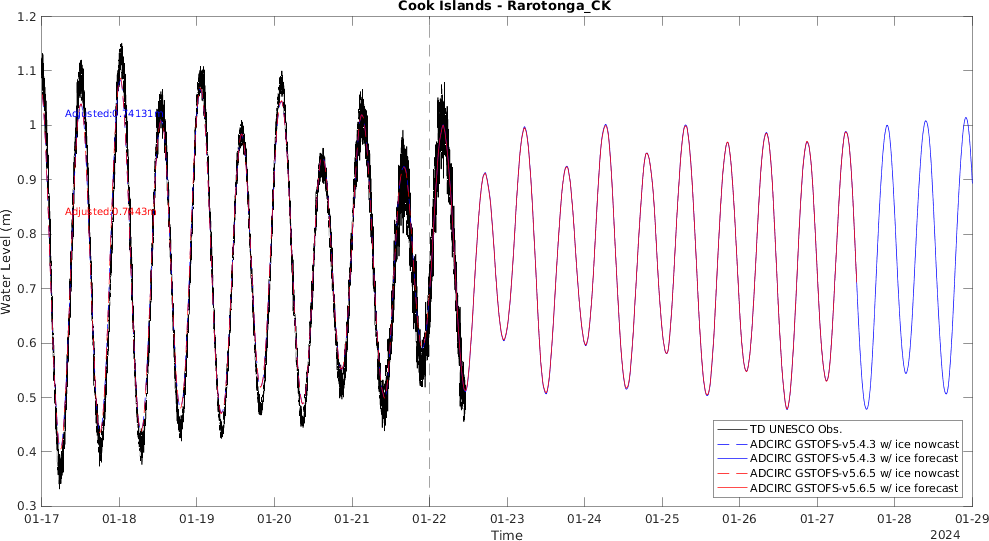 Cook Islands - Rarotonga_CK
1.2
1.1
1
0.9
0.8
0.7
0.6
0.5
0.4
0.3
Water Level (m)
Adjusted:0.74131m
Adjusted:0.7443m
TD UNESCO Obs.
ADCIRC GSTOFS-v5.4.3 w/ ice nowcast
ADCIRC GSTOFS-v5.4.3 w/ ice forecast
ADCIRC GSTOFS-v5.6.5 w/ ice nowcast
ADCIRC GSTOFS-v5.6.5 w/ ice forecast
01-17 01-18 01-19 01-20 01-21 01-22 01-23 01-24 01-25 01-26 01-27 01-28 01-29
Time
2024